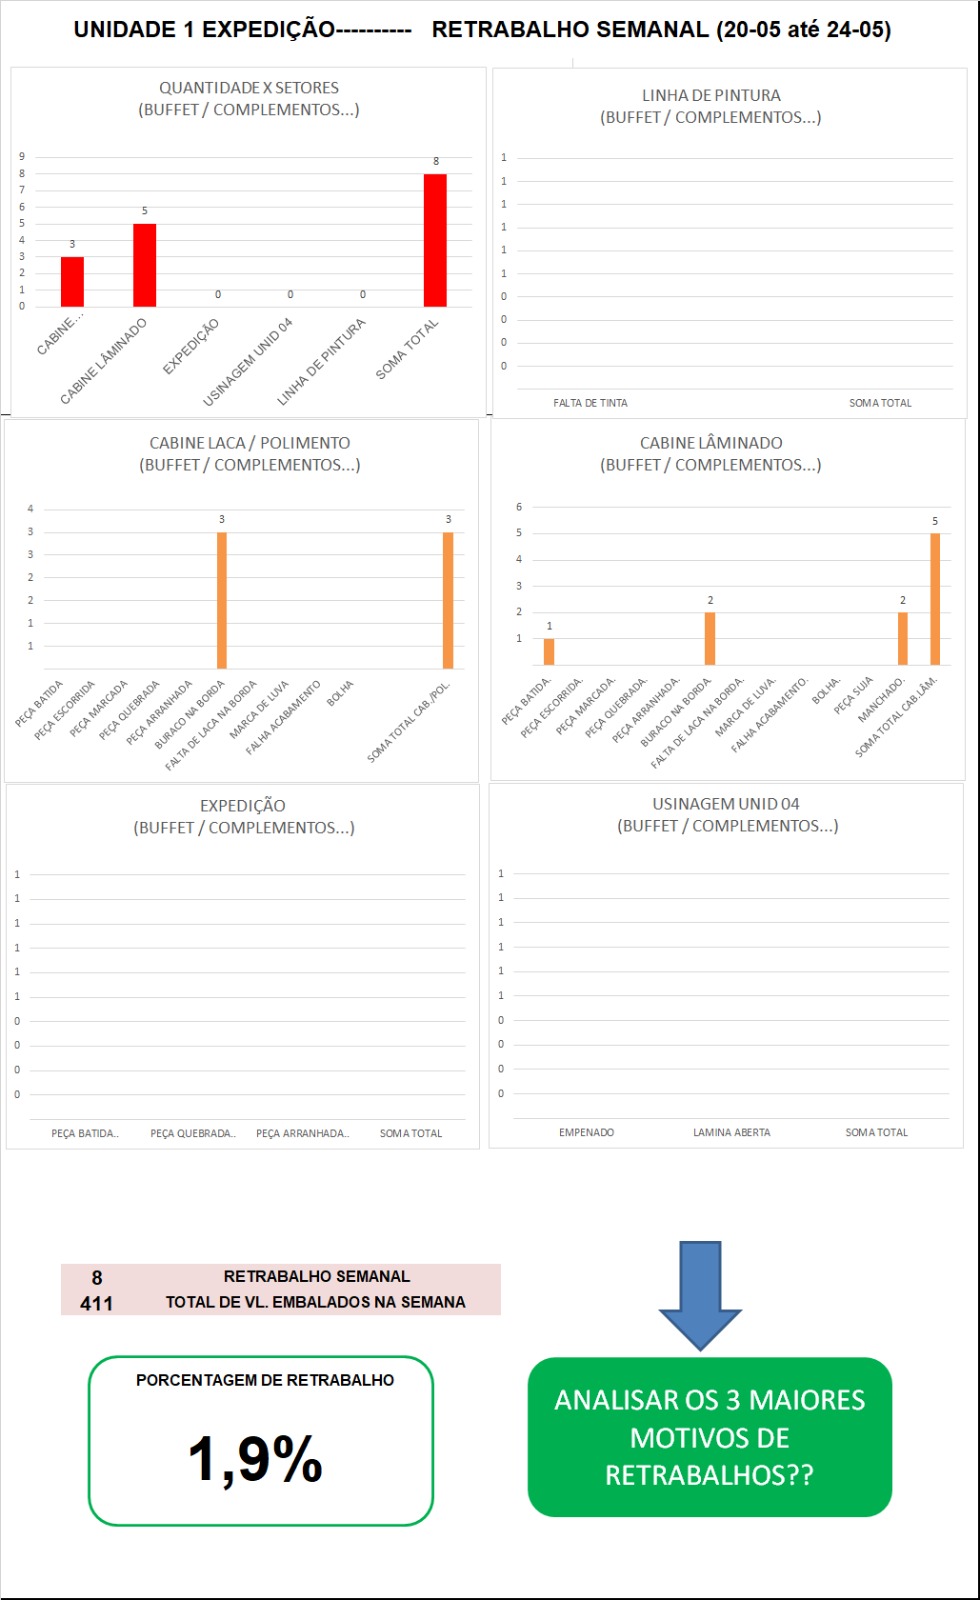 UNIDADE 1 EXPEDIÇÃO---------- RETRABALHO SEMANAL (20-05 até 24-05)
QUANTIDADE X SETORES
(BUFFET / COMPLEMENTOS...)
9
8
7
6
5
4
3
2
1
0
3
5
0
0
0
8
CABINE...
CABINE LÂMINADO
EXPEDIÇÃO
USINAGEM UNID 04
LINHA DE PINTURA
SOMA TOTAL
LINHA DE PINTURA
(BUFFET / COMPLEMENTOS...)
1
1
1
1
1
1
0
0
0
0
FALTA DE TINTA
SOMA TOTAL
CABINE LACA / POLIMENTO
(BUFFET / COMPLEMENTOS...)
4
3
3
2
2
1
1
3
3
PEÇA BATIDA
PEÇA ESCORRIDA
PEÇA MARCADA
PEÇA QUEBRADA
PEÇA ARRANHADA
BURACO NA BORDA
FALTA DE LACA NA BORDA
MARCA DE LUVA
FALHA ACABAMENTO
BOLHA
SOMA TOTAL CAB./POL.
CABINE LÂMINADO
(BUFFET / COMPLEMENTOS...)
6
5
4
3
2
1
1
2
2
5
PEÇA BATIDA.
PEÇA ESCORRIDA.
PEÇA MARCADA.
PEÇA QUEBRADA.
PEÇA ARRANHADA.
BURACO NA BORDA.
FALTA DE LACA NA BORDA.
MARCA DE LUVA.
FALHA ACABAMENTO.
BOLHA.
PEÇA SUJA
MANCHADO.
SOMA TOTAL CAB.LÂM.
EXPEDIÇÃO
(BUFFET / COMPLEMENTOS...)
1
1
1
1
1
1
0
0
0
0
PEÇA BATIDA..
PEÇA QUEBRADA..
PEÇA ARRANHADA..
SOMA TOTAL
USINAGEM UNID 04
(BUFFET / COMPLEMENTOS...)
1
1
1
1
1
1
0
0
0
0
EMPENADO
LAMINA ABERTA
SOMA TOTAL
8 RETRABALHO SEMANAL
411 TOTAL DE VL. EMBALADOS NA SEMANA
PORCENTAGEM DE RETRABALHO
1,9%
ANALISAR OS 3 MAIORES
MOTIVOS DE
RETRABALHOS??